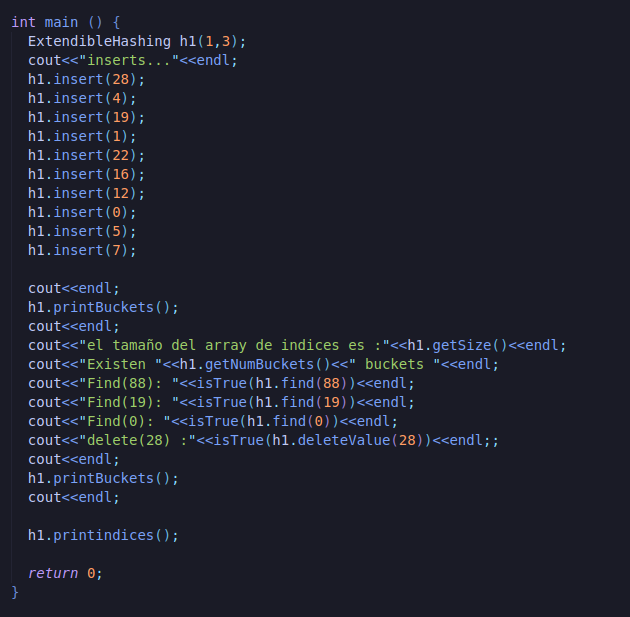 int main () {
ExtendibleHashing h1(1,3);
cout<<"inserts..."<<endl;
h1.insert(28);
h1.insert(4);
h1.insert(19);
h1.insert(1);
h1.insert(22);
h1.insert(16);
h1.insert(12);
h1.insert(0);
h1.insert(5);
h1.insert(7);
cout<<endl;
h1.printBuckets();
cout<<endl;
cout<<"el tamaño del array de indices es :"<<h1.getSize()<<endl;
cout<<"Existen "<<h1.getNumBuckets()<<" buckets "<<endl;
cout<<"Find(88): "<<isTrue(h1.find(88))<<endl;
cout<<"Find(19): "<<isTrue(h1.find(19))<<endl;
cout<<"Find(0): "<<isTrue(h1.find(0))<<endl;
cout<<"delete(28) :"<<isTrue(h1.deleteValue(28))<<endl;;
cout<<endl;
h1.printBuckets();
cout<<endl;
h1.printindices();
return 0;
}